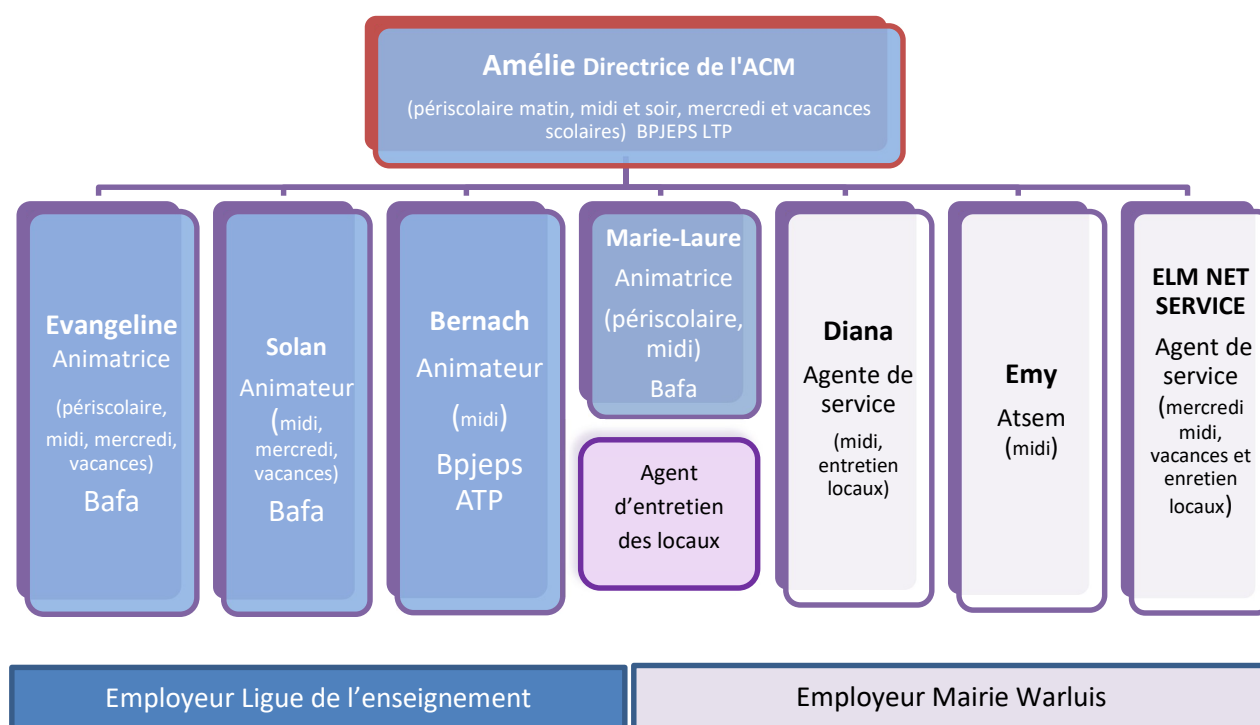 Amélie Directrice de l'ACM
(périscolaire matin, midi et soir, mercredi et vacances
scolaires) BPJEPS LTP
Evangeline
Animatrice
(périscolaire,
midi, mercredi,
vacances)
Bafa
Solan
Animateur
(midi,
mercredi,
vacances)
Bafa
Bernach
Animateur
(midi)
Bpjeps
ATP
Marie-Laure
Animatrice
(périscolaire,
midi)
Bafa
Agent
d’entretien
des locaux
Diana
Agente de
service
(midi,
entretien
locaux)
Emy
Atsem
(midi)
ELM NET
SERVICE
Agent de
service
(mercredi
midi,
vacances et
enretien
locaux)
Employeur Ligue de l’enseignement
Employeur Mairie Warluis